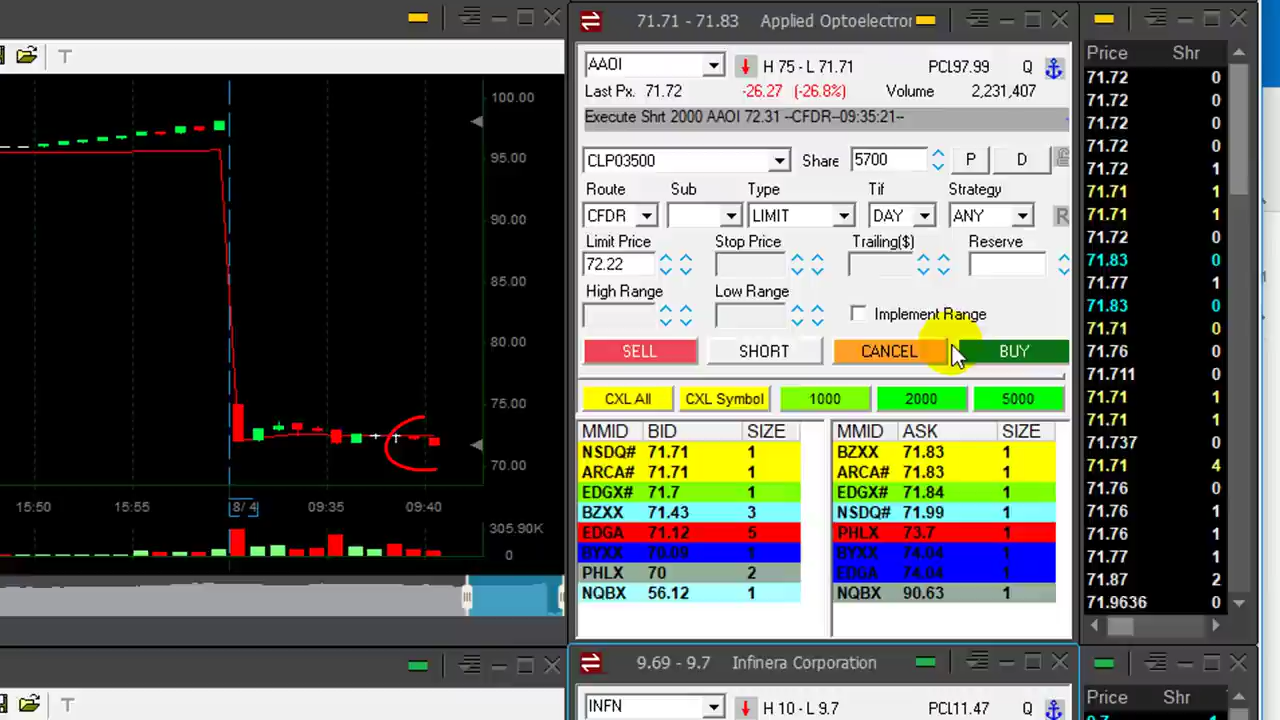 71.71 - 71.83 Applied Optoelectror
AAOI H 75 - L 71.71 PCL97.99 Q
Last Px. 71.72 -26.27 (-26.8%) Volume 2,231,407
Execute Shrt 2000 AAOI 72.31 --CFDR--09:35:21--
CLP03500 Share 5700 P D
Route Sub Type Tif Strategy
CFDR LIMIT DAY ANY R
Limit Price Stop Price Trailing($) Reserve
72.22
High Range Low Range
Implement Range
SELL SHORT CANCEL BUY
CXL All CXL Symbol 1000 2000 5000
MMID BID SIZE MMID ASK SIZE
NSDQ# 71.71 1 BZXX 71.83 1
ARCA# 71.71 1 ARCA# 71.83 1
EDGX# 71.7 1 EDGX# 71.84 1
BZXX 71.43 3 NSDQ# 71.99 1
EDGA 71.12 5 PHLX 73.7 1
BYXX 70.09 1 BYXX 74.04 1
PHLX 70 2 EDGA 74.04 1
NQBX 56.12 1 NQBX 90.63 1
Price Shr
71.72 0
71.72 0
71.72 0
71.72 0
71.72 1
71.71 1
71.71 1
71.72 0
71.83 0
71.77 1
71.83 0
71.71 0
71.76 0
71.711 0
71.71 1
71.71 1
71.737 0
71.71 4
71.76 0
71.76 1
71.76 0
71.77 1
71.87 2
71.9636 0
T
100.00
95.00
90.00
85.00
80.00
75.00
70.00
15:50 15:55 8/ 4 09:35 09:40
305.90K
0
9.69 - 9.7 Infinera Corporation
INFN H 10 - L 9.7 PCL11.47 Q
Price Shr
T